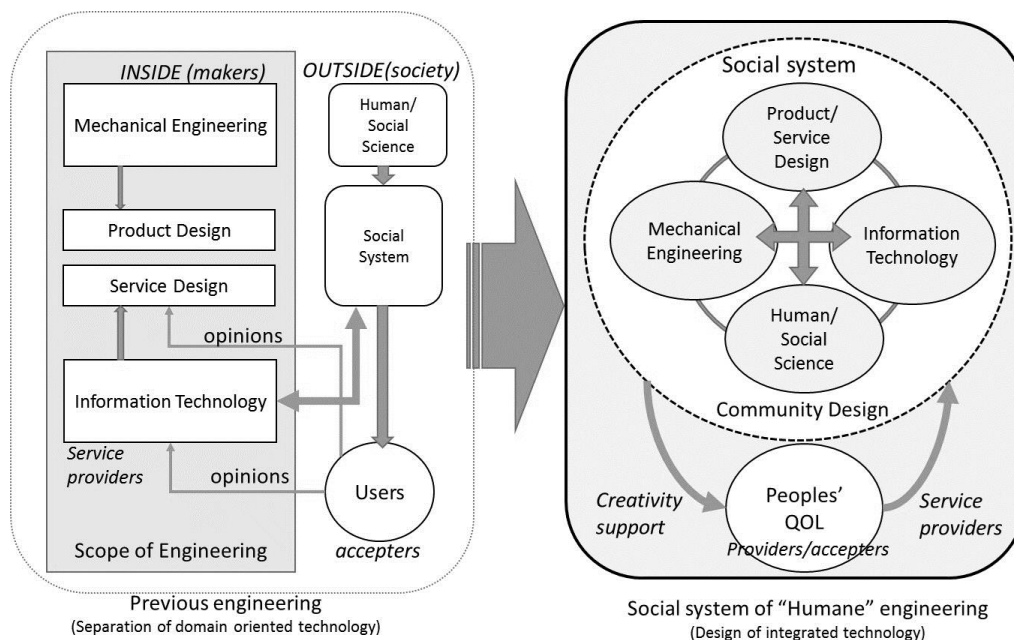 INSIDE (makers)
Mechanical Engineering
Product Design
Service Design
opinions
Information Technology
Service
providers
opinions
Scope of Engineering
OUTSIDE(society)
Human/
Social
Science
Social
System
Users
accepters
Previous engineering
(Separation of domain oriented technology)
Social system
Product/
Service
Design
Mechanical
Engineering
Information
Technology
Human/
Social
Science
Community Design
Creativity
support
Peoples’
QOL
Providers/accepters
Service
providers
Social system of “Humane” engineering
(Design of integrated technology)